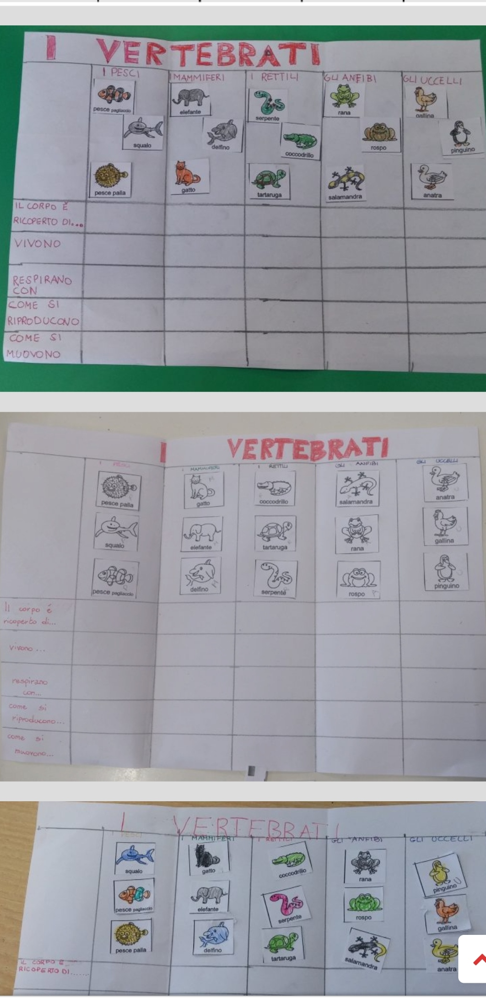 I VERTEBRATI
I PESCI
I MAMMIFERI
I RETTILI
GLI ANFIBI
GLI UCCELLI
pesce pagliaccio
elefante
serpente
rana
gallina
squalo
delfino
coccodrillo
rospo
pinguino
pesce palla
gatto
tartaruga
salamandra
anatra
IL CORPO È
RICOPERTO DI...
VIVONO
RESPIRANO
CON
COME SI
RIPRODUCONO
COME SI
MUOVONO
I VERTEBRATI
I PESCI
I MAMMIFERI
I RETTILI
GLI ANFIBI
GLI UCCELLI
pesce palla
gatto
coccodrillo
salamandra
anatra
squalo
elefante
tartaruga
rana
gallina
pesce pagliaccio
delfino
serpente
rospo
pinguino
Il corpo é
ricoperto di...
vivono ...
respirano
con...
come si
riproducono...
come si
muovono...
I VERTEBRATI
I PESCI
I MAMMIFERI
I RETTILI
GLI ANFIBI
GLI UCCELLI
squalo
gatto
coccodrillo
rana
pinguino
pesce pagliaccio
elefante
serpente
rospo
gallina
pesce palla
delfino
tartaruga
salamandra
anatra
IL CORPO È
RICOPERTO DI......